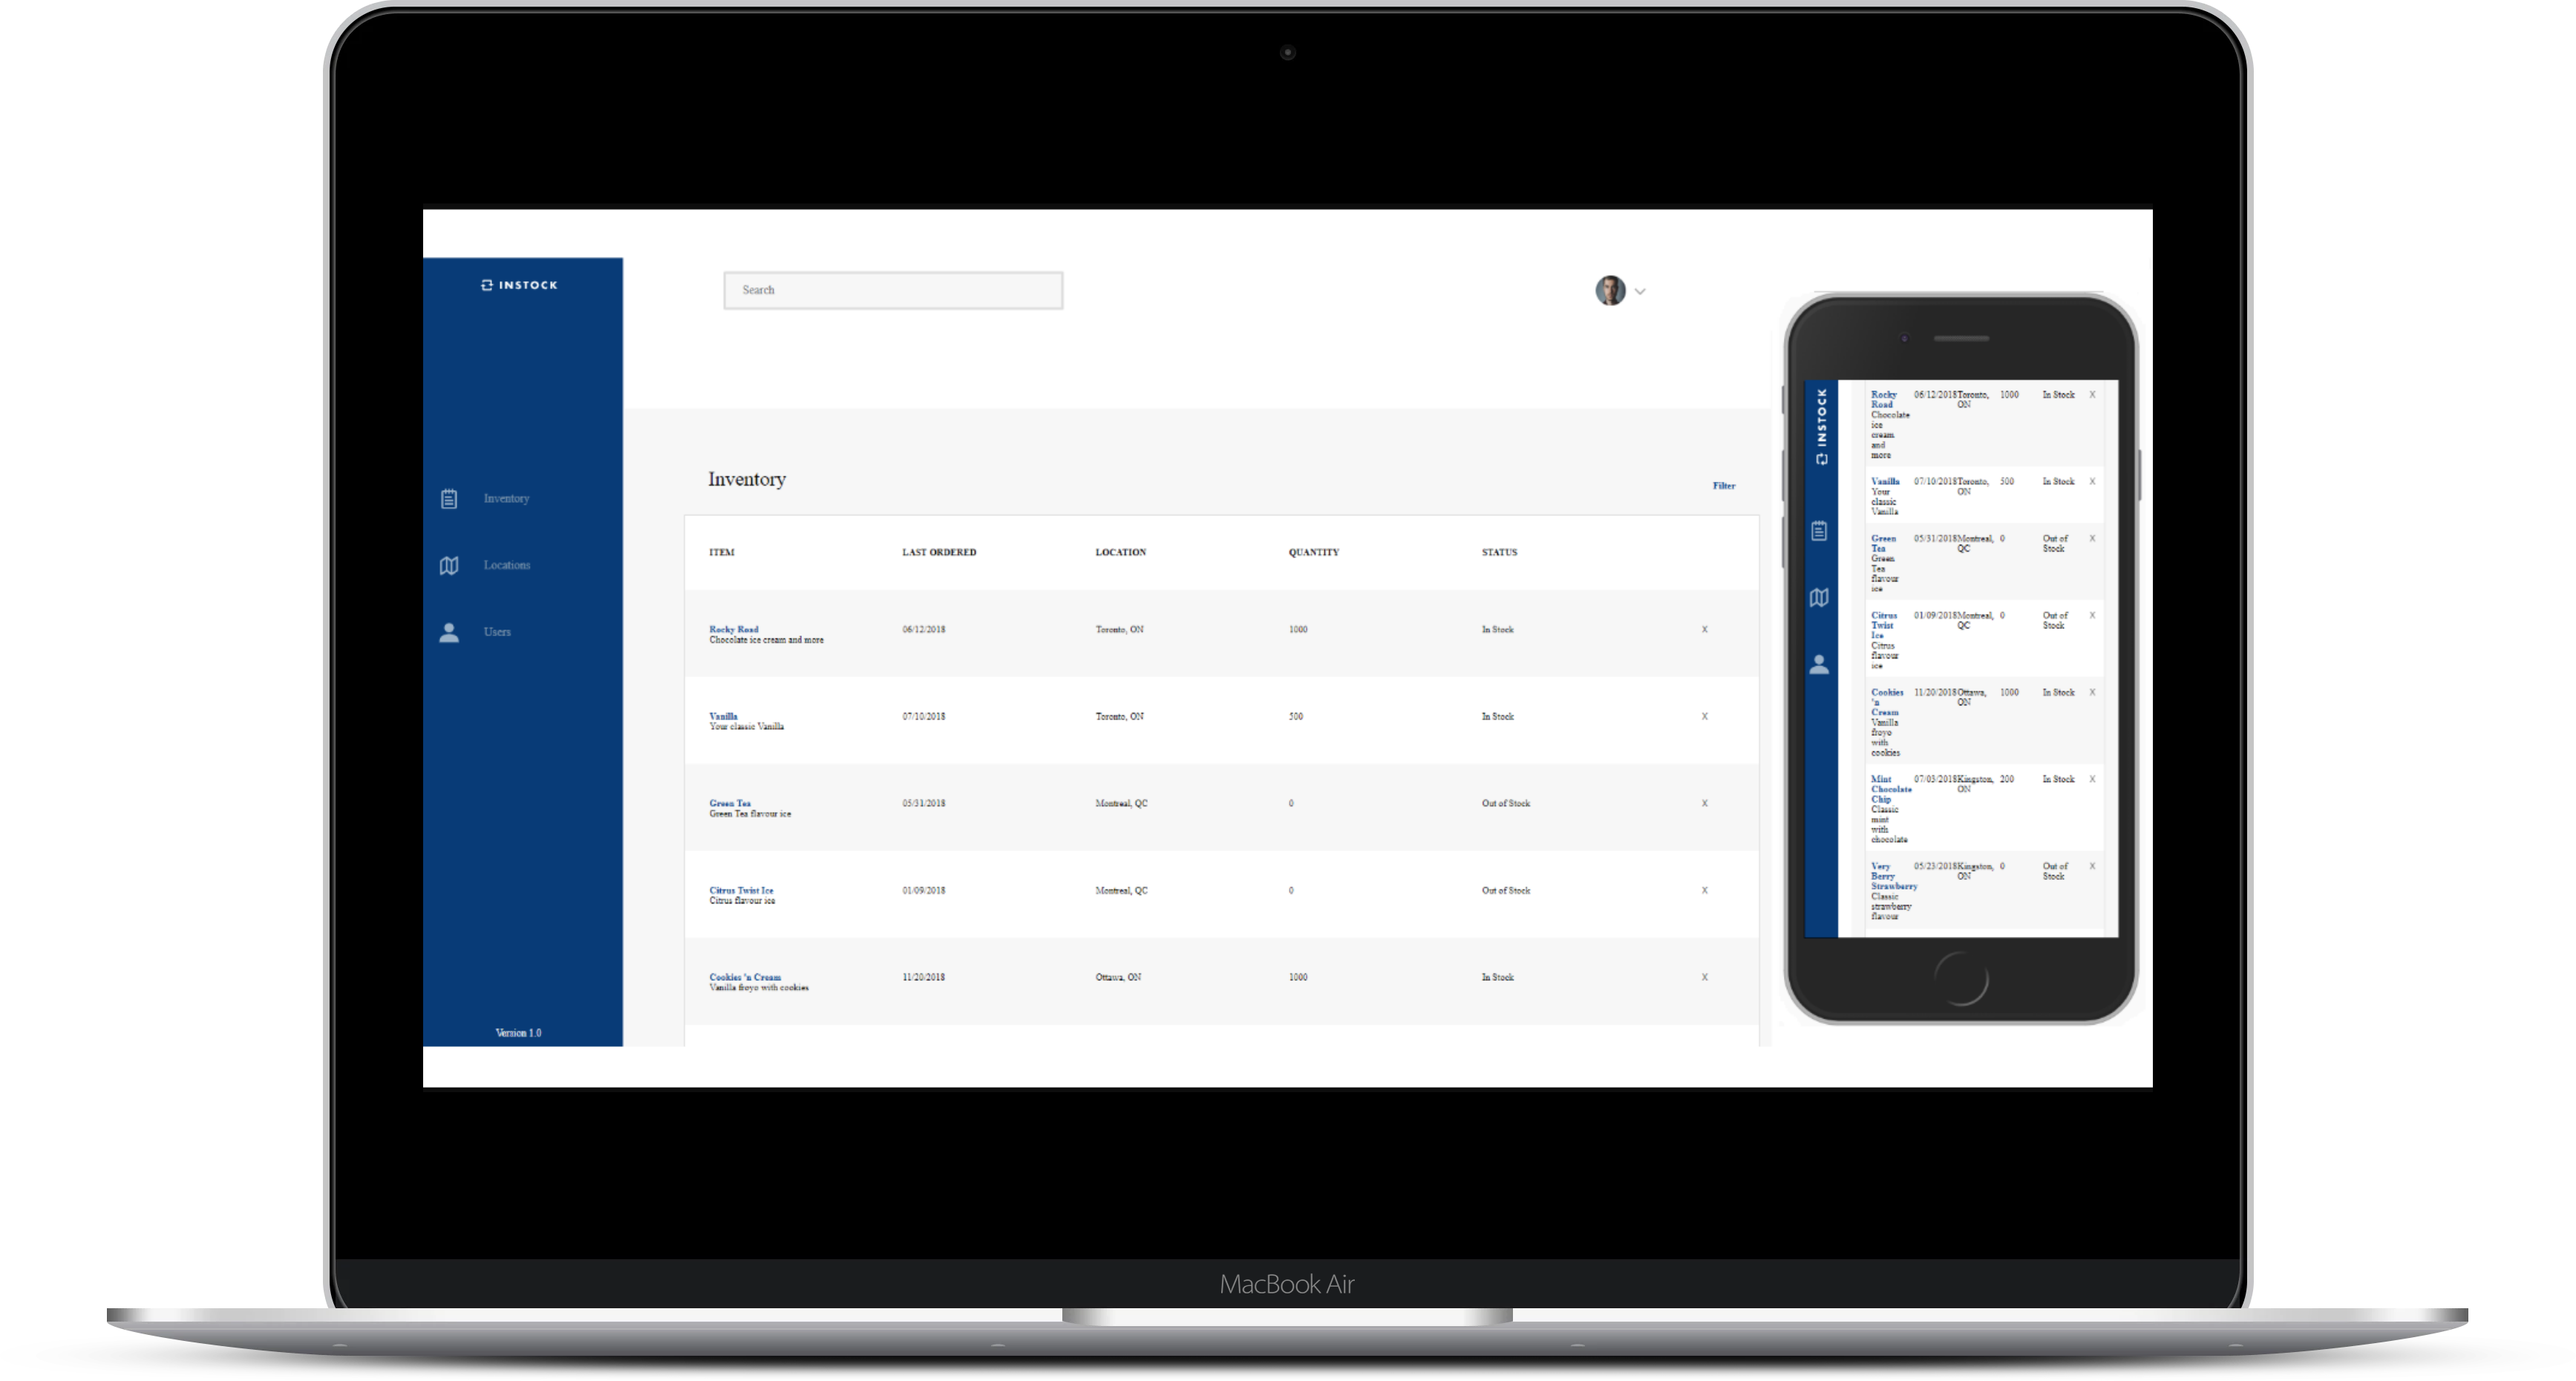 INSTOCK
Search
Inventory
Locations
Users
Version 1.0
Inventory
Filter
ITEM LAST ORDERED LOCATION QUANTITY STATUS
Rocky Road 06/12/2018 Toronto, ON 1000 In Stock X
Chocolate ice cream and more
Vanilla 07/10/2018 Toronto, ON 500 In Stock X
Your classic Vanilla
Green Tea 05/31/2018 Montreal, QC 0 Out of Stock X
Green Tea flavour ice
Citrus Twist Ice 01/09/2018 Montreal, QC 0 Out of Stock X
Citrus flavour ice
Cookies 'n Cream 11/20/2018 Ottawa, ON 1000 In Stock X
Vanilla froyo with cookies
INSTOCK
Rocky 06/12/2018 Toronto, 1000 In Stock X
Road ON
Chocolate
ice
cream
and
more
Vanilla 07/10/2018 Toronto, 500 In Stock X
Your ON
classic
Vanilla
Green 05/31/2018 Montreal, 0 Out of X
Tea QC Stock
Green
Tea
flavour
ice
Citrus 01/09/2018 Montreal, 0 Out of X
Twist QC Stock
Ice
Citrus
flavour
ice
Cookies 11/20/2018 Ottawa, 1000 In Stock X
'n ON
Cream
Vanilla
froyo
with
cookies
Mint 07/03/2018 Kingston, 200 In Stock X
Chocolate ON
Chip
Classic
mint
with
chocolate
Very 05/23/2018 Kingston, 0 Out of X
Berry ON Stock
Strawberry
Classic
strawberry
flavour
MacBook Air